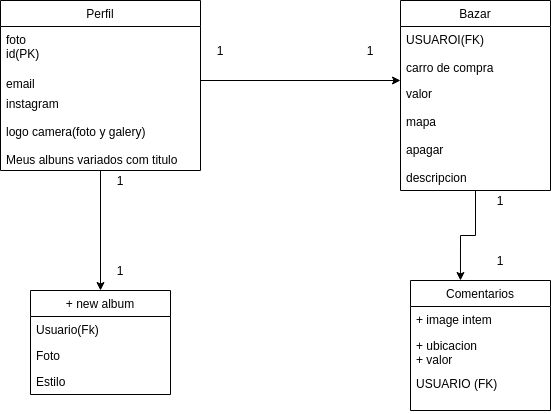 Perfil
foto
id(PK)
email
instagram
logo camera(foto y galery)
Meus albuns variados com titulo
1
1
Bazar
USUAROI(FK)
carro de compra
valor
mapa
apagar
descripcion
1
1
+ new album
Usuario(Fk)
Foto
Estilo
1
1
Comentarios
+ image intem
+ ubicacion
+ valor
USUARIO (FK)